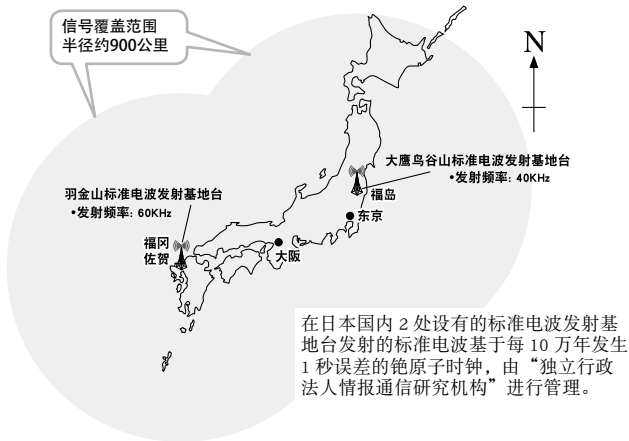 信号覆盖范围
半径约900公里
N
大鹰鸟谷山标准电波发射基地台
•发射频率: 40KHz
福岛
东京
羽金山标准电波发射基地台
•发射频率: 60KHz
福冈
佐贺
大阪
在日本国内 2 处设有的标准电波发射基
地台发射的标准电波基于每 10 万年发生
1 秒误差的铯原子时钟，由“独立行政
法人情报通信研究机构”进行管理。